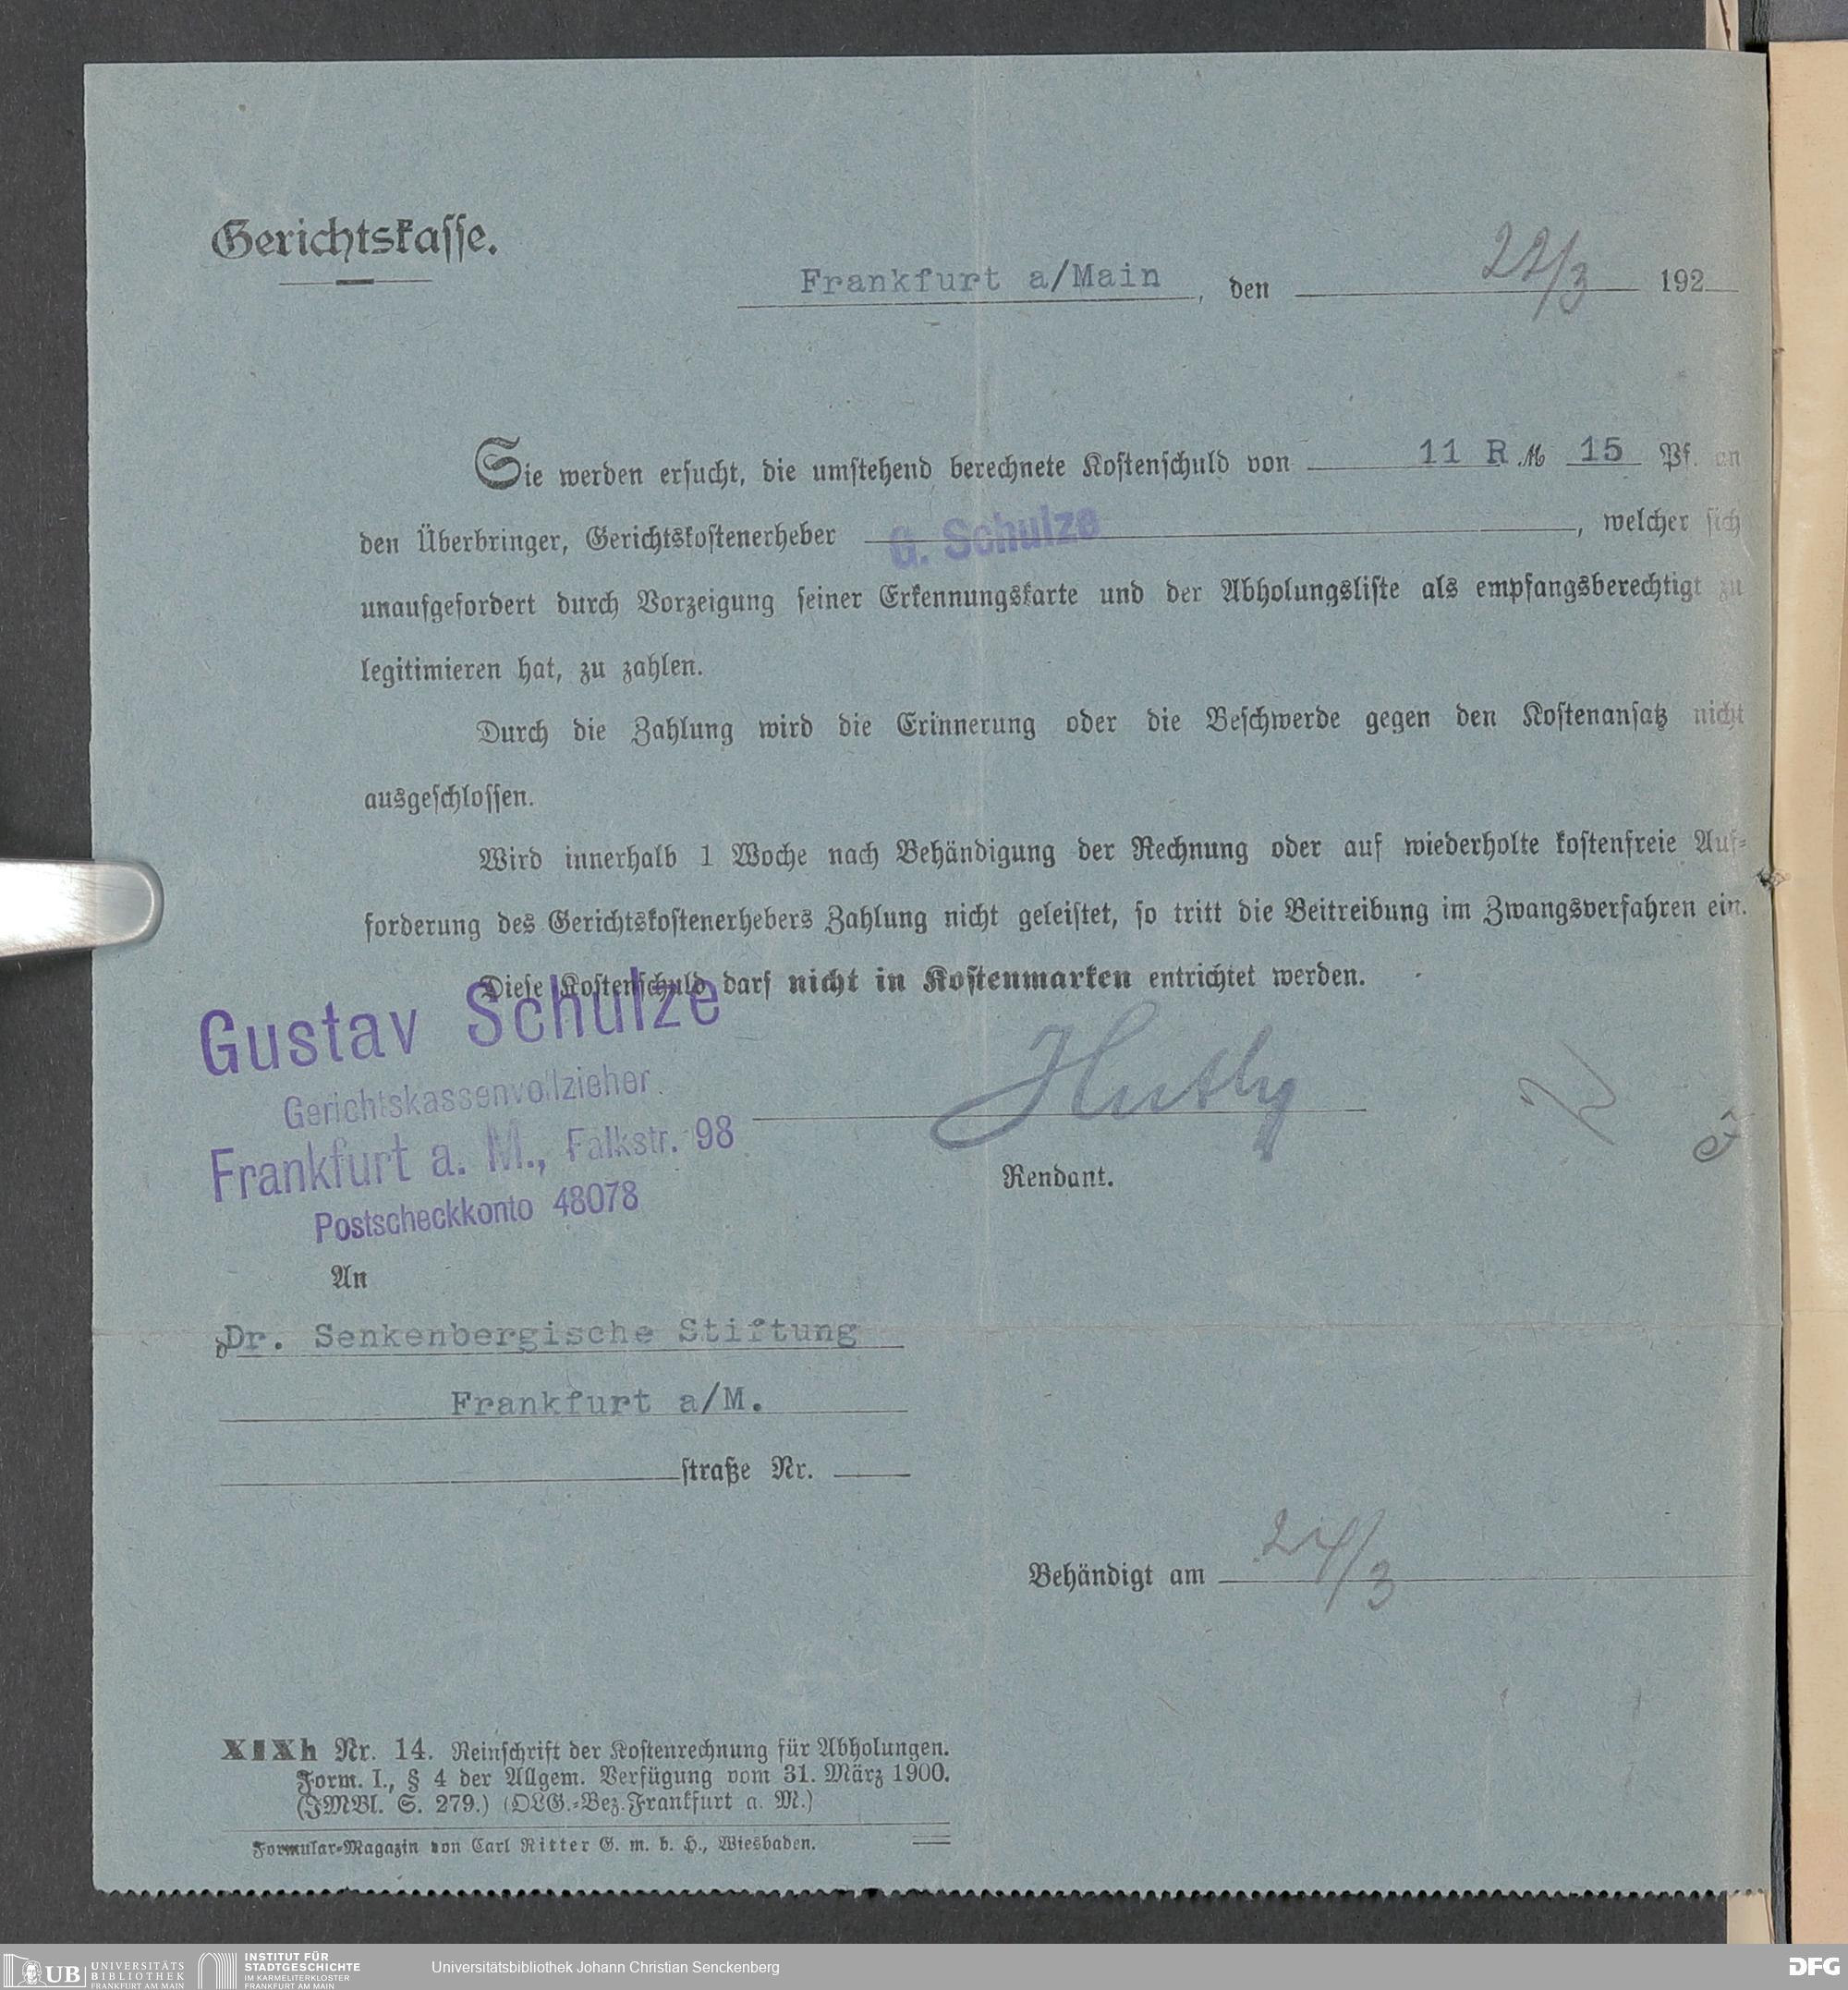 Gerichtskasse.
Frankfurt a/Main, den 22/3 192
Sie werden ersucht, die umstehend berechnete Kostenschuld von 11 R M 15 Pf. an
den Überbringer, Gerichtskostenerheber G. Schulze, welcher sich
unaufgefordert durch Vorzeigung seiner Erkennungskarte und der Abholungsliste als empfangsberechtigt zu
legitimieren hat, zu zahlen.
Durch die Zahlung wird die Erinnerung oder die Beschwerde gegen den Kostenansatz nicht
ausgeschlossen.
Wird innerhalb 1 Woche nach Behändigung der Rechnung oder auf wiederholte kostenfreie Auf-
forderung des Gerichtskostenerhebers Zahlung nicht geleistet, so tritt die Beitreibung im Zwangsverfahren ein.
Diese Kostenschuld darf nicht in Kostenmarken entrichtet werden.
Gustav Schulze
Gerichtskassenvollzieher
Frankfurt a. M., Falkstr. 98
Postscheckkonto 48078
Rendant.
An
Dr. Senkenbergische Stiftung
Frankfurt a/M.
straße Nr.
Behändigt am 24/3
XIXh Nr. 14. Reinschrift der Kostenrechnung für Abholungen.
Form. I., § 4 der Allgem. Verfügung vom 31. März 1900.
(JMBl. S. 279.) (OLG.-Bez. Frankfurt a. M.)
Formular-Magazin von Carl Ritter G. m. b. H., Wiesbaden.
UB UNIVERSITÄTS
BIBLIOTHEK
FRANKFURT AM MAIN
INSTITUT FÜR
STADTGESCHICHTE
IM KARMELITERKLOSTER
FRANKFURT AM MAIN
Universitätsbibliothek Johann Christian Senckenberg
DFG